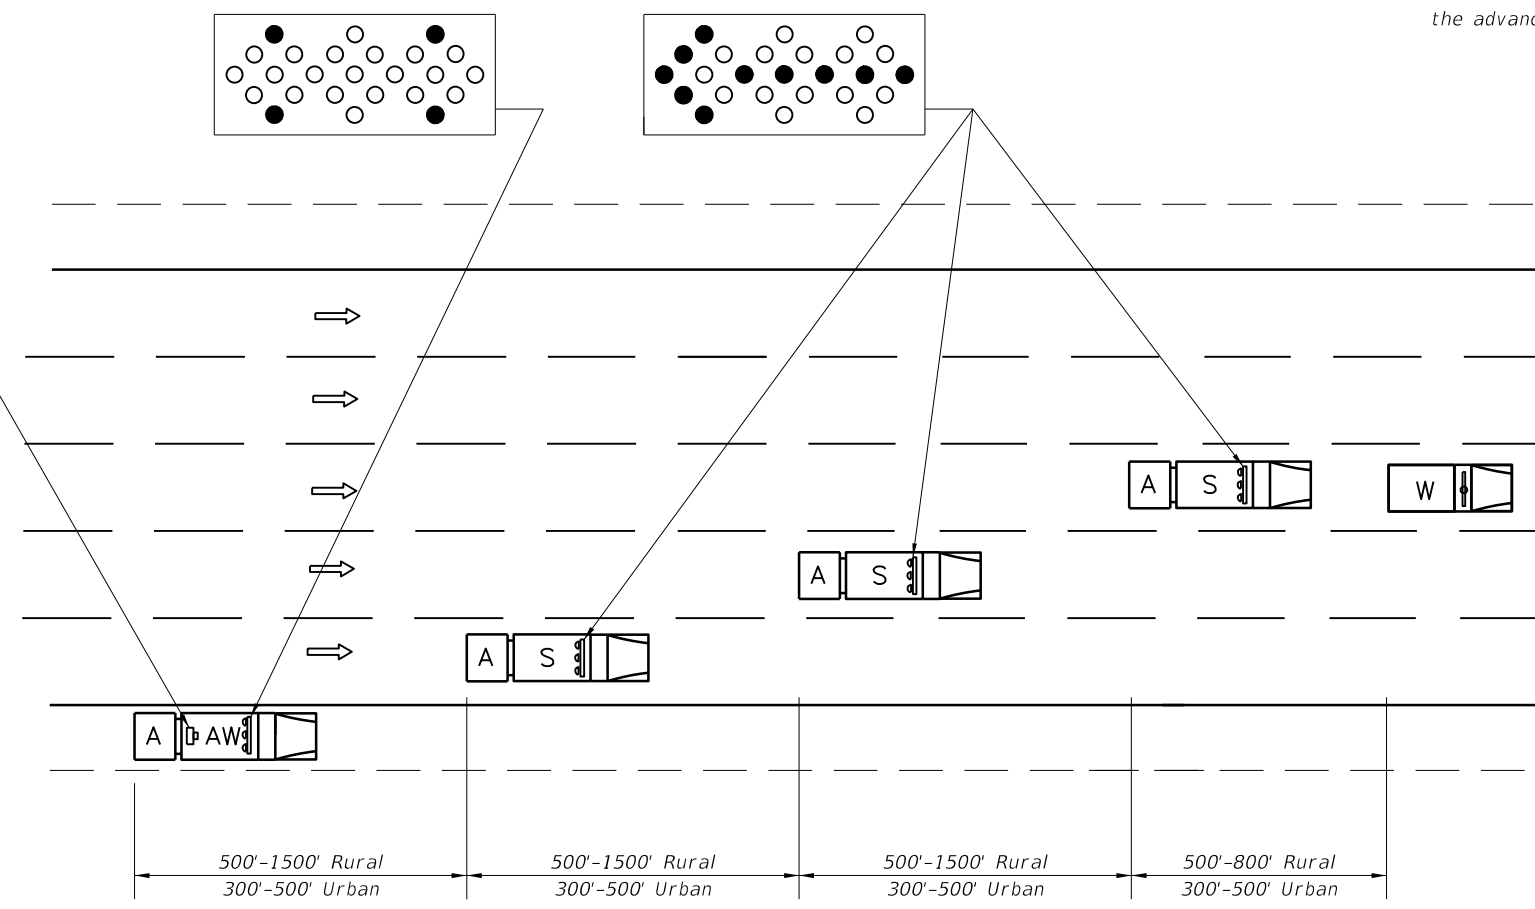 the advanc
A S W
A S
A S
A AW
500'-1500' Rural 500'-1500' Rural 500'-1500' Rural 500'-800' Rural
300'-500' Urban 300'-500' Urban 300'-500' Urban 300'-500' Urban